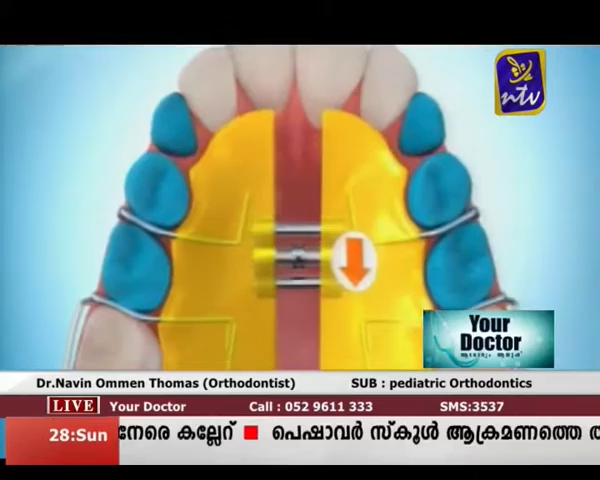 ntv
Your
Doctor
Dr.Navin Ommen Thomas (Orthodontist) SUB : pediatric Orthodontics
LIVE Your Doctor Call : 052 9611 333 SMS:3537
28:Sun നേരെ കല്ലേറ് ■ പെഷാവർ സ്കൂൾ ആക്രമണത്തെ